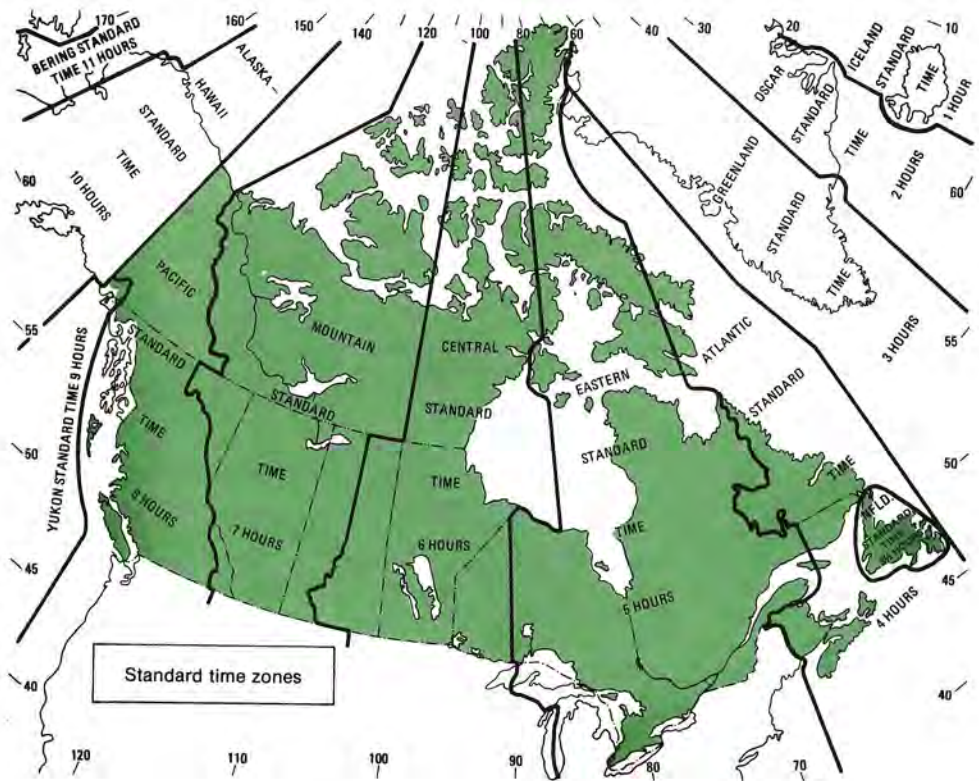 170
160
150
140
120
100
80
60
40
30
20
10
BERING STANDARD
TIME 11 HOURS
ALASKA –
HAWAII
STANDARD
TIME
10 HOURS
OSCAR
ICELAND
STANDARD
TIME
1 HOUR
GREENLAND
STANDARD
TIME
STANDARD
TIME
2 HOURS
60
60
PACIFIC
STANDARD
TIME
8 HOURS
MOUNTAIN
STANDARD
TIME
7 HOURS
CENTRAL
STANDARD
TIME
6 HOURS
EASTERN
STANDARD
TIME
5 HOURS
ATLANTIC
STANDARD
TIME
4 HOURS
3 HOURS
55
55
50
50
YUKON STANDARD TIME 9 HOURS
NFLD.
STANDARD
TIME
45
45
40
40
Standard time zones
120
110
100
90
80
70